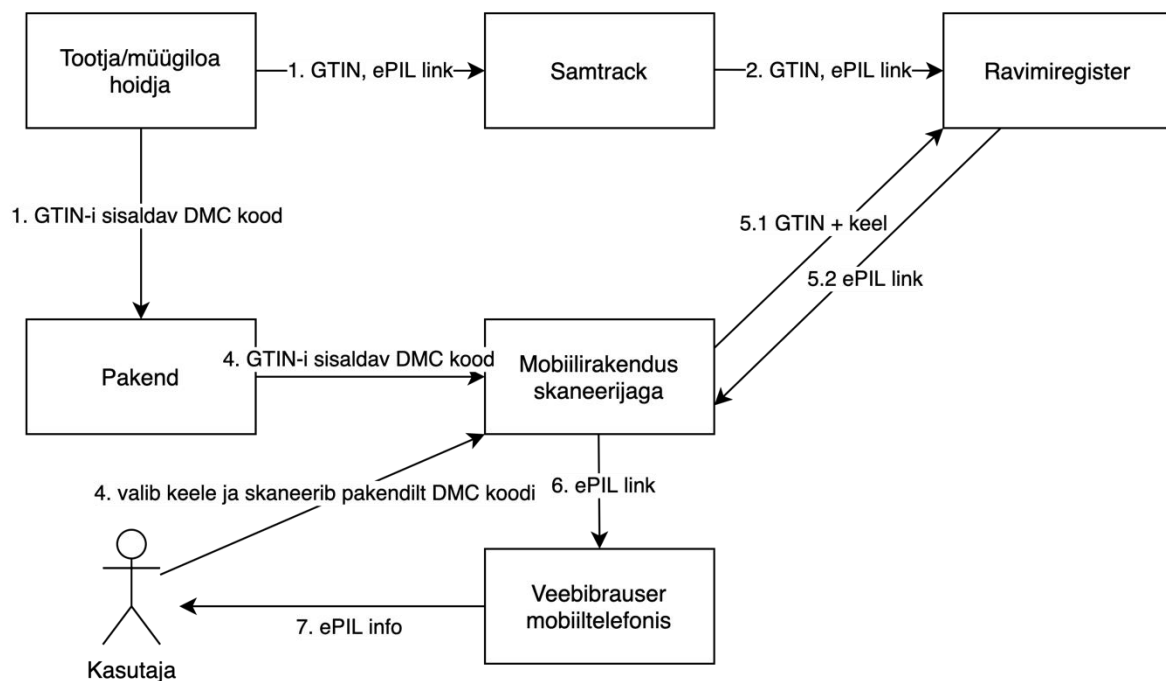 Tootja/müügiloa
hoidja
1. GTIN, ePIL link
Samtrack
2. GTIN, ePIL link
Ravimiregister
1. GTIN-i sisaldav DMC kood
5.1 GTIN + keel
5.2 ePIL link
Pakend
4. GTIN-i sisaldav DMC kood
Mobiilirakendus
skaneerijaga
4. valib keele ja skaneerib pakendilt DMC koodi
6. ePIL link
Veebibrauser
mobiiltelefonis
7. ePIL info
Kasutaja